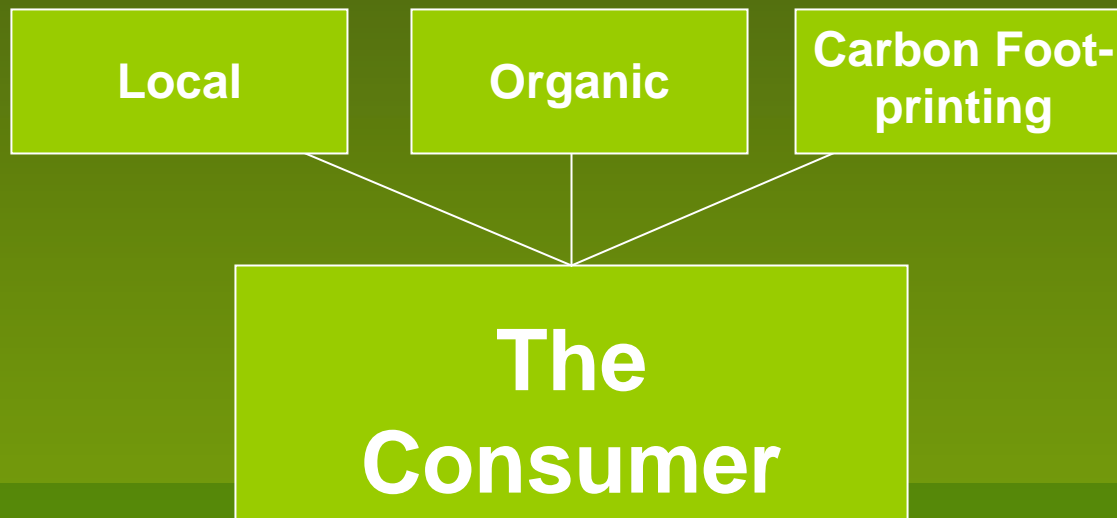 Local
Organic
Carbon Foot-
printing
The
Consumer